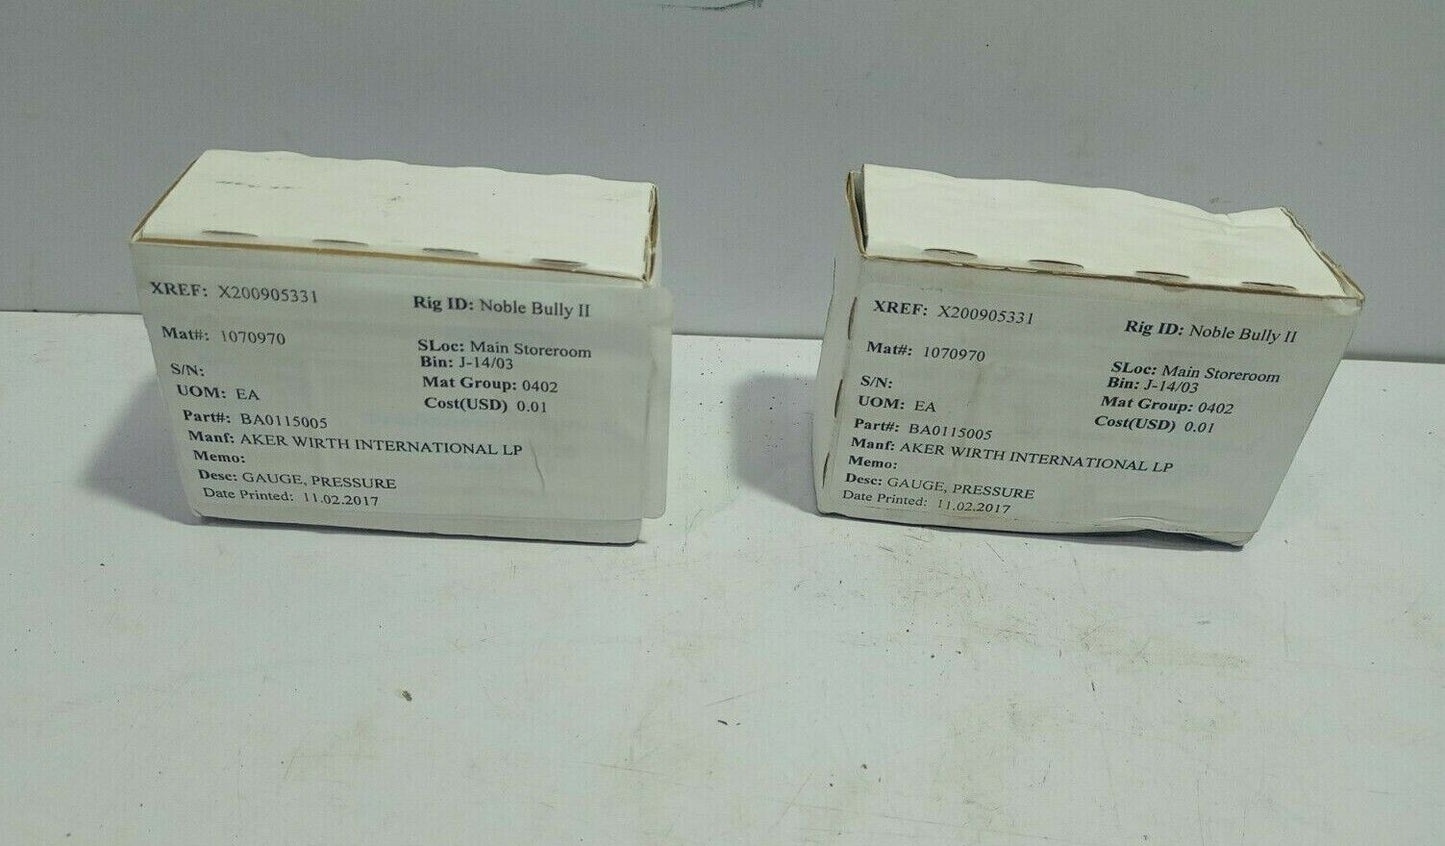 XREF: X200905331 Rig ID: Noble Bully II
Mat#: 1070970 SLoc: Main Storeroom
Bin: J-14/03
S/N: Mat Group: 0402
UOM: EA Cost(USD) 0.01
Part#: BA0115005
Manf: AKER WIRTH INTERNATIONAL LP
Memo:
Desc: GAUGE, PRESSURE
Date Printed: 11.02.2017
XREF: X200905331 Rig ID: Noble Bully II
Mat#: 1070970 SLoc: Main Storeroom
Bin: J-14/03
S/N: Mat Group: 0402
UOM: EA Cost(USD) 0.01
Part#: BA0115005
Manf: AKER WIRTH INTERNATIONAL LP
Memo:
Desc: GAUGE, PRESSURE
Date Printed: 11.02.2017